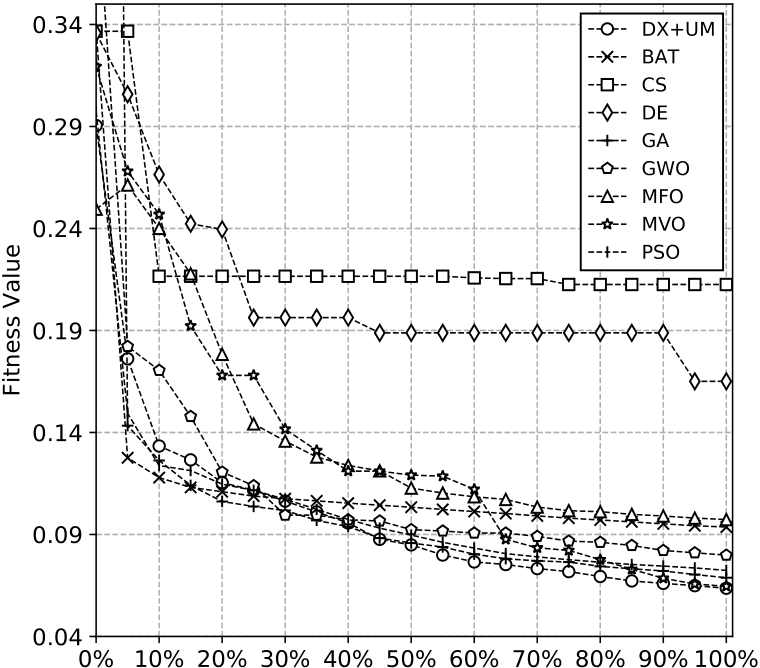 0.34
0.29
0.24
0.19
0.14
0.09
0.04
Fitness Value
DX+UM
BAT
CS
DE
GA
GWO
MFO
MVO
PSO
0% 10% 20% 30% 40% 50% 60% 70% 80% 90% 100%